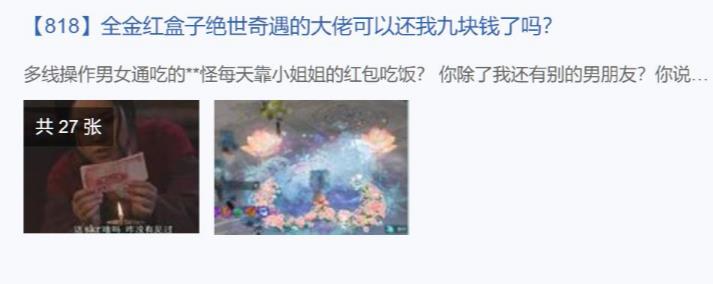 【818】全金红盒子绝世奇遇的大佬可以还我九块钱了吗？
多线操作男女通吃的**怪每天靠小姐姐的红包吃饭？ 你除了我还有别的男朋友？你说…
共 27 张